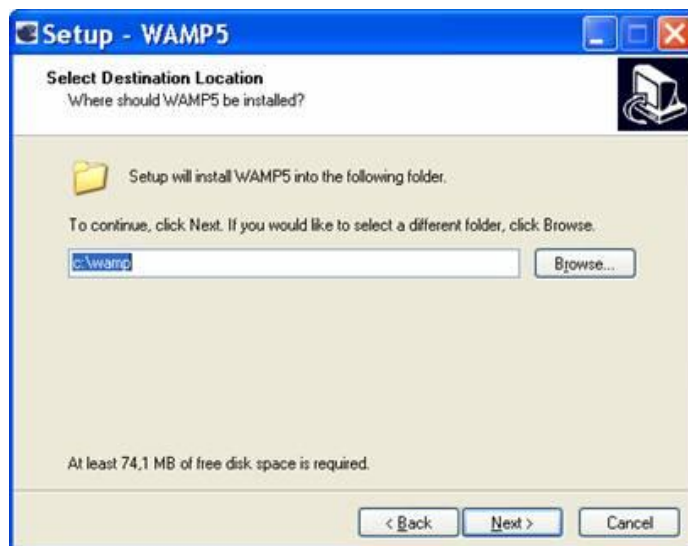 Setup - WAMP5
Select Destination Location
Where should WAMP5 be installed?
Setup will install WAMP5 into the following folder.
To continue, click Next. If you would like to select a different folder, click Browse.
c:\wamp
Browse...
At least 74,1 MB of free disk space is required.
< Back
Next >
Cancel